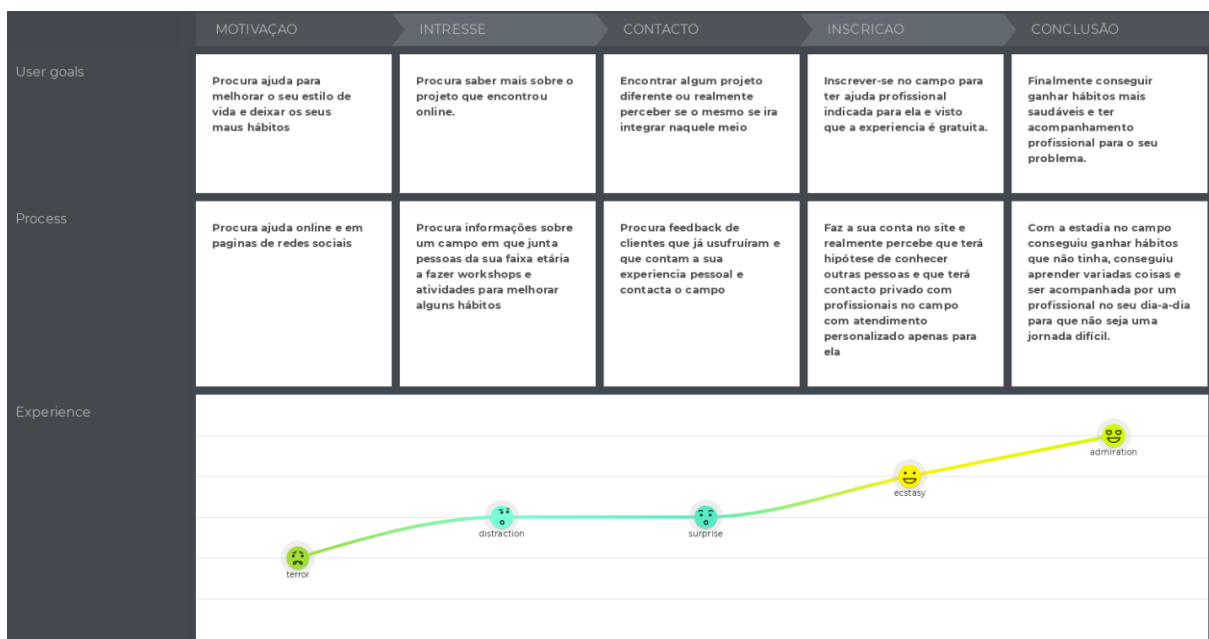 MOTIVAÇAO
INTRESSE
CONTACTO
INSCRICAO
CONCLUSÃO
User goals
Procura ajuda para
melhorar o seu estilo de
vida e deixar os seus
maus hábitos
Procura saber mais sobre o
projeto que encontrou
online.
Encontrar algum projeto
diferente ou realmente
perceber se o mesmo se ira
integrar naquele meio
Inscrever-se no campo para
ter ajuda profissional
indicada para ela e visto
que a experiencia é gratuita.
Finalmente conseguir
ganhar hábitos mais
saudáveis e ter
acompanhamento
profissional para o seu
problema.
Process
Procura ajuda online e em
paginas de redes sociais
Procura informações sobre
um campo em que junta
pessoas da sua faixa etária
a fazer workshops e
atividades para melhorar
alguns hábitos
Procura feedback de
clientes que já usufruíram e
que contam a sua
experiencia pessoal e
contacta o campo
Faz a sua conta no site e
realmente percebe que terá
hipótese de conhecer
outras pessoas e que terá
contacto privado com
profissionais no campo
com atendimento
personalizado apenas para
ela
Com a estadia no campo
conseguiu ganhar hábitos
que não tinha, conseguiu
aprender variadas coisas e
ser acompanhada por um
profissional no seu dia-a-dia
para que não seja uma
jornada difícil.
Experience
terror
distraction
surprise
ecstasy
admiration